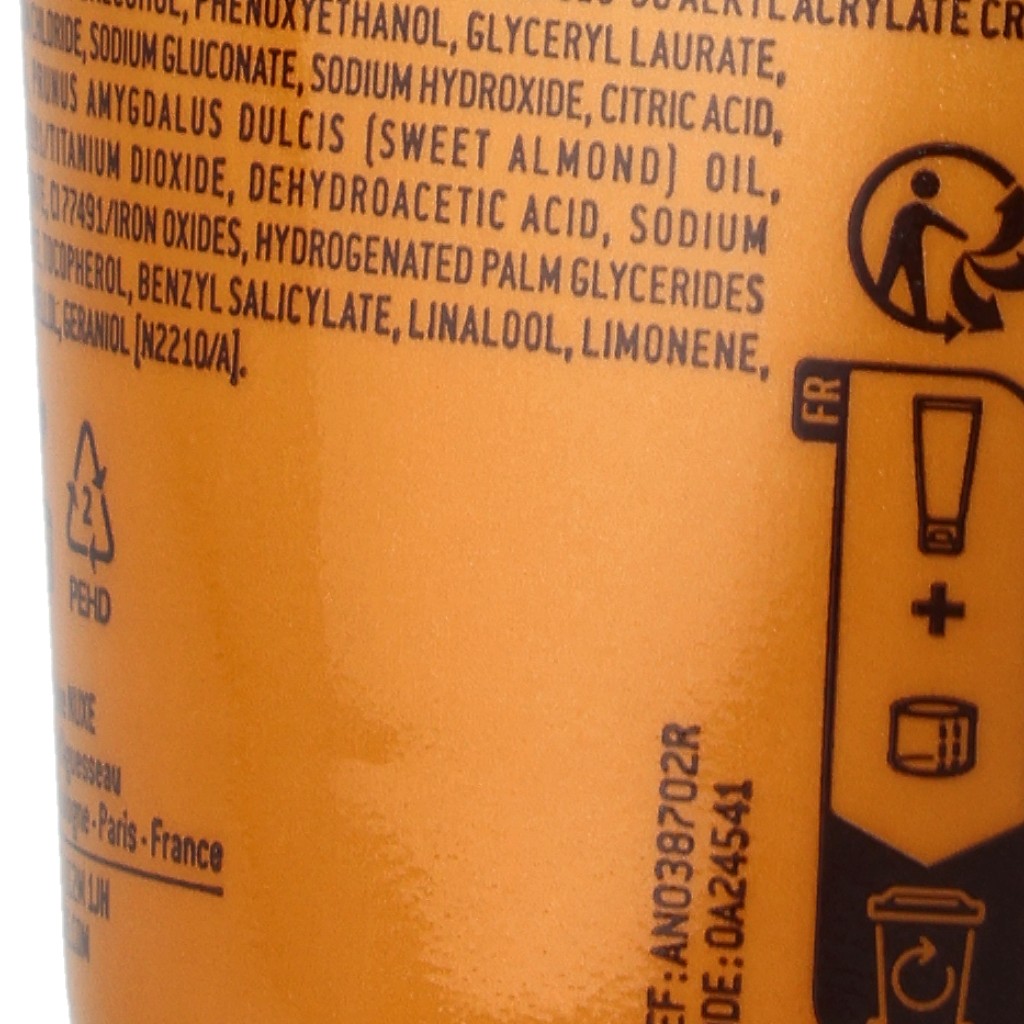 PHENOXYETHANOL, GLYCERYL LAURATE,
SODIUM GLUCONATE, SODIUM HYDROXIDE, CITRIC ACID,
AMYGDALUS DULCIS (SWEET ALMOND) OIL,
TITANIUM DIOXIDE, DEHYDROACETIC ACID, SODIUM
CI 77491/IRON OXIDES, HYDROGENATED PALM GLYCERIDES
TOCOPHEROL, BENZYL SALICYLATE, LINALOOL, LIMONENE,
GERANIOL [N2210/A].
2
PEHD
NUXE
Paris - France
1JH
FR
AN038702R
0A24541